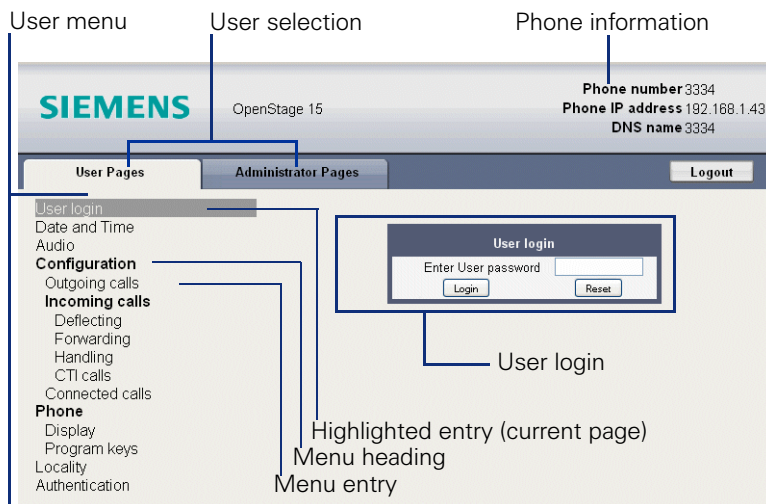 User menu
User selection
Phone information
SIEMENS
OpenStage 15
Phone number 3334
Phone IP address 192.168.1.43
DNS name 3334
User Pages
Administrator Pages
Logout
User login
Date and Time
Audio
Configuration
Outgoing calls
Incoming calls
Deflecting
Forwarding
Handling
CTI calls
Connected calls
Phone
Display
Program keys
Locality
Authentication
User login
Enter User password
Login
Reset
User login
Highlighted entry (current page)
Menu heading
Menu entry